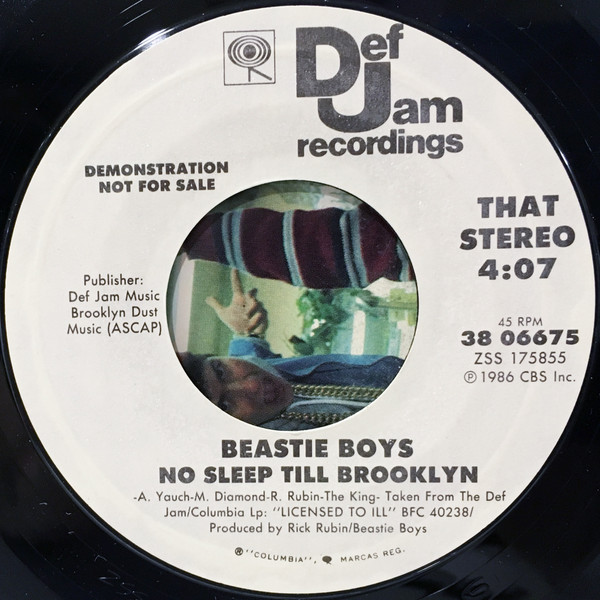 Def
Jam
recordings
DEMONSTRATION
NOT FOR SALE
THAT
STEREO
4:07
Publisher:
Def Jam Music
Brooklyn Dust
Music (ASCAP)
45 RPM
38 06675
ZSS 175855
Ⓟ 1986 CBS Inc.
BEASTIE BOYS
NO SLEEP TILL BROOKLYN
-A. Yauch-M. Diamond-R. Rubin-The King- Taken From The Def
Jam/Columbia Lp: "LICENSED TO ILL" BFC 40238/
Produced by Rick Rubin/Beastie Boys
® "COLUMBIA", MARCAS REG.